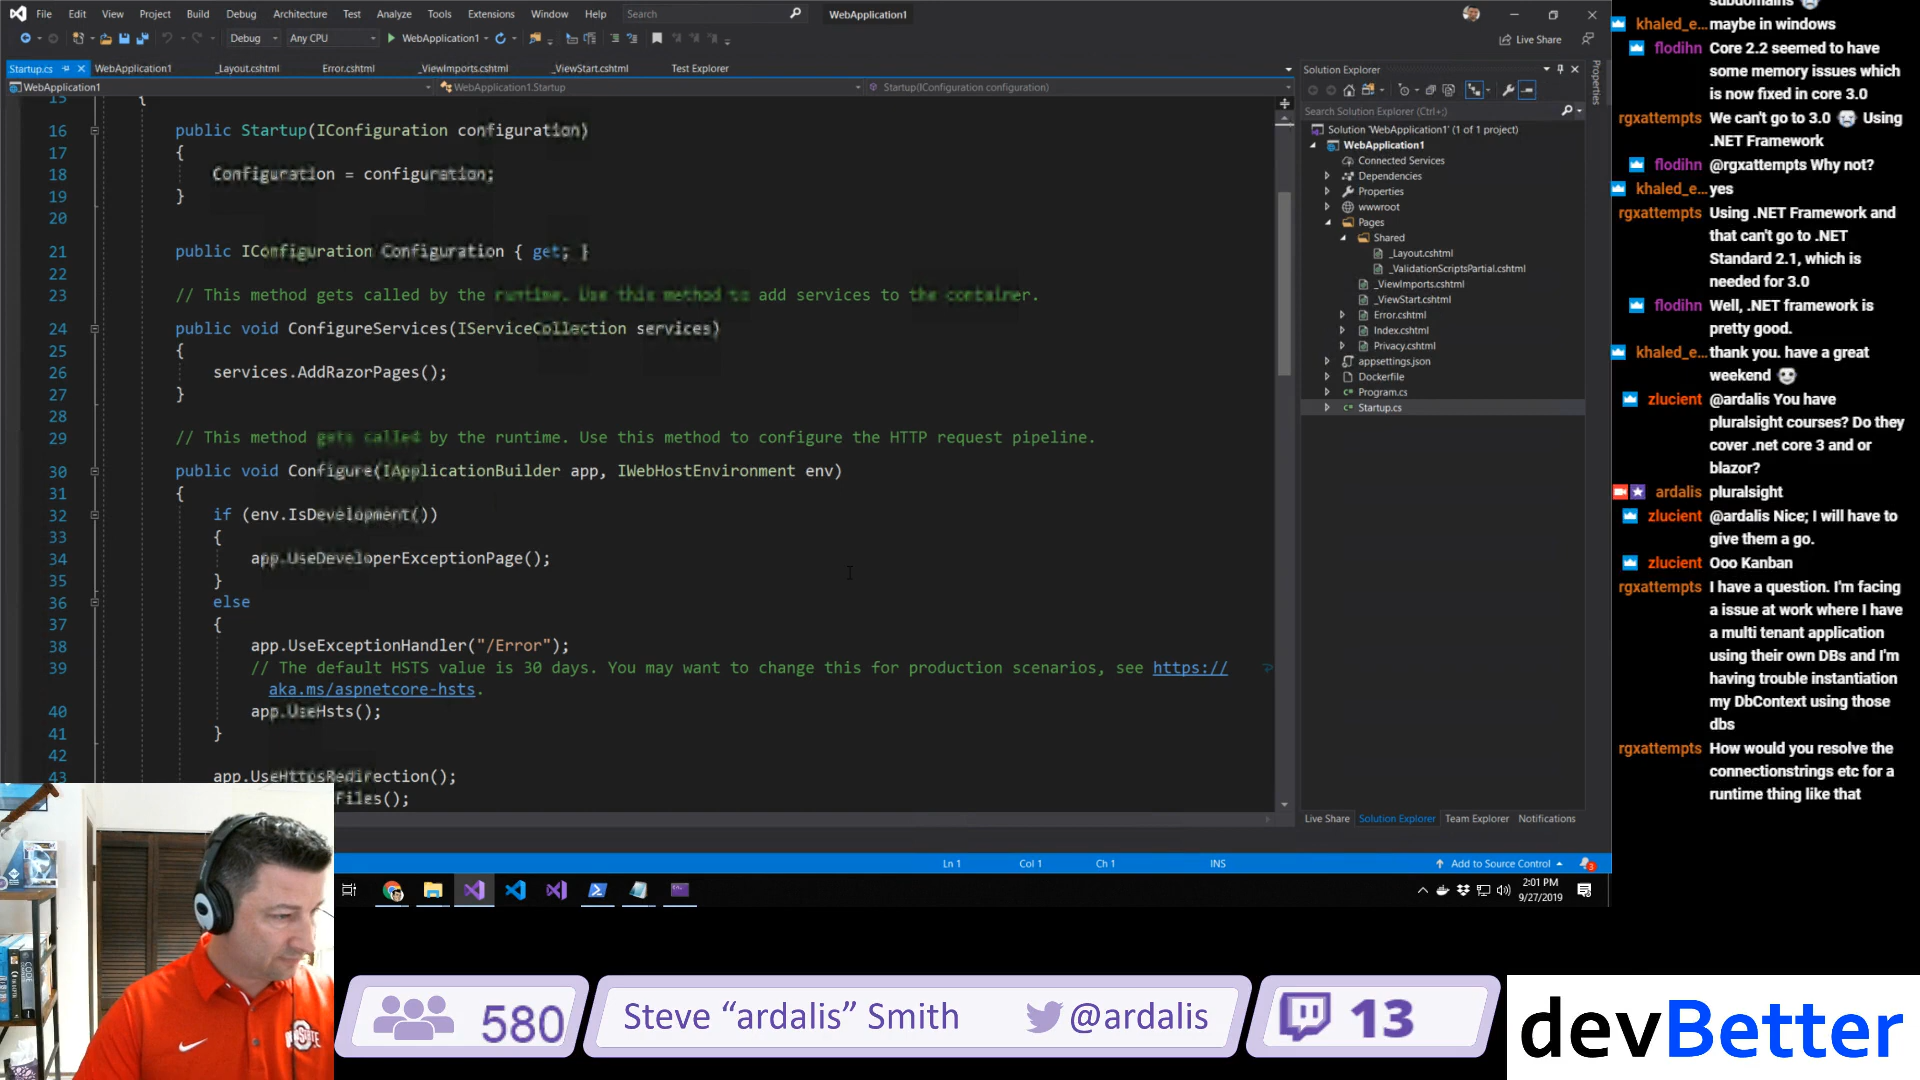 File Edit View Project Build Debug Architecture Test Analyze Tools Extensions Window Help Search WebApplication1
Debug Any CPU WebApplication1 Live Share
Startup.cs WebApplication1 _Layout.cshtml Error.cshtml _ViewImports.cshtml _ViewStart.cshtml Test Explorer
WebApplication1 WebApplication1.Startup Startup(IConfiguration configuration)
15 {
16 public Startup(IConfiguration configuration)
17 {
18 Configuration = configuration;
19 }
20
21 public IConfiguration Configuration { get; }
22
23 // This method gets called by the runtime. Use this method to add services to the container.
24 public void ConfigureServices(IServiceCollection services)
25 {
26 services.AddRazorPages();
27 }
28
29 // This method gets called by the runtime. Use this method to configure the HTTP request pipeline.
30 public void Configure(IApplicationBuilder app, IWebHostEnvironment env)
31 {
32 if (env.IsDevelopment())
33 {
34 app.UseDeveloperExceptionPage();
35 }
36 else
37 {
38 app.UseExceptionHandler("/Error");
39 // The default HSTS value is 30 days. You may want to change this for production scenarios, see https://
aka.ms/aspnetcore-hsts.
40 app.UseHsts();
41 }
42
43 app.UseHttpsRedirection();
Files();
Ln 1 Col 1 Ch 1 INS Add to Source Control 3
2:01 PM
9/27/2019
Solution Explorer
Search Solution Explorer (Ctrl+;)
Solution 'WebApplication1' (1 of 1 project)
WebApplication1
Connected Services
Dependencies
Properties
wwwroot
Pages
Shared
_Layout.cshtml
_ValidationScriptsPartial.cshtml
_ViewImports.cshtml
_ViewStart.cshtml
Error.cshtml
Index.cshtml
Privacy.cshtml
appsettings.json
Dockerfile
Program.cs
Startup.cs
Live Share Solution Explorer Team Explorer Notifications
Properties
subdomains
khaled_e... maybe in windows
flodihn Core 2.2 seemed to have
some memory issues which
is now fixed in core 3.0
rgxattempts We can't go to 3.0 Using
.NET Framework
flodihn @rgxattempts Why not?
khaled_e... yes
rgxattempts Using .NET Framework and
that can't go to .NET
Standard 2.1, which is
needed for 3.0
flodihn Well, .NET framework is
pretty good.
khaled_e... thank you. have a great
weekend
zlucient @ardalis You have
pluralsight courses? Do they
cover .net core 3 and or
blazor?
ardalis pluralsight
zlucient @ardalis Nice; I will have to
give them a go.
zlucient Ooo Kanban
rgxattempts I have a question. I'm facing
a issue at work where I have
a multi tenant application
using their own DBs and I'm
having trouble instantiation
my DbContext using those
dbs
rgxattempts How would you resolve the
connectionstrings etc for a
runtime thing like that
580 Steve "ardalis" Smith @ardalis 13
devBetter